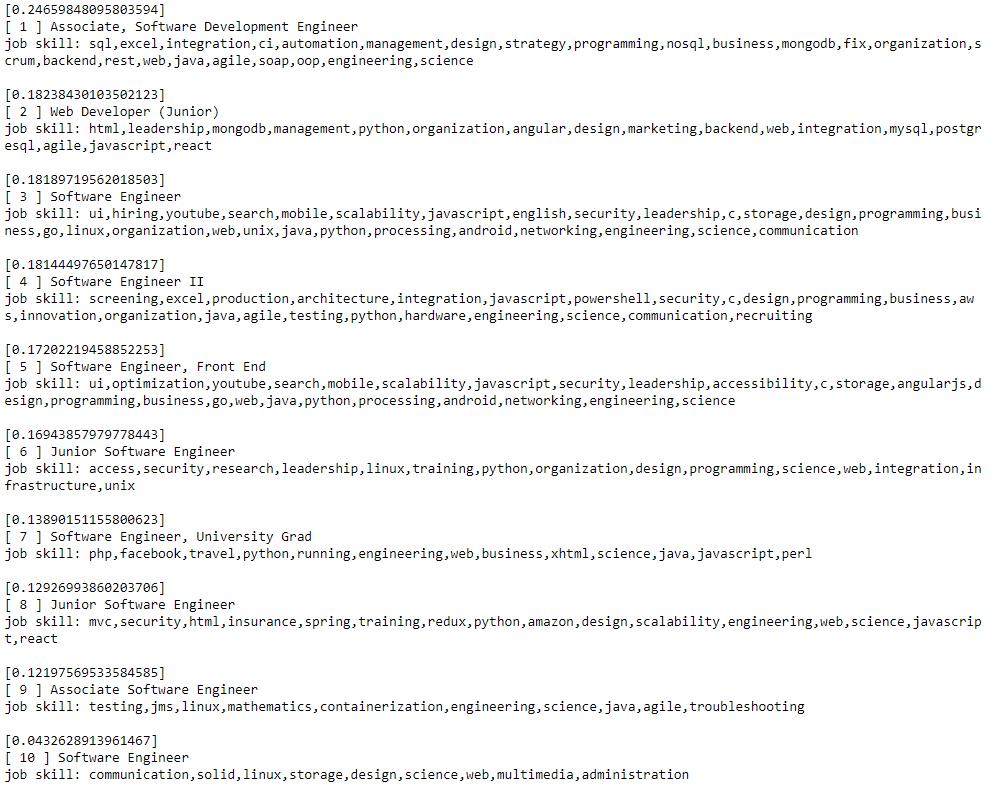 [0.24659848095803594]
[ 1 ] Associate, Software Development Engineer
job skill: sql,excel,integration,ci,automation,management,design,strategy,programming,nosql,business,mongodb,fix,organization,s
crum,backend,rest,web,java,agile,soap,oop,engineering,science
[0.18238430103502123]
[ 2 ] Web Developer (Junior)
job skill: html,leadership,mongodb,management,python,organization,angular,design,marketing,backend,web,integration,mysql,postgr
esql,agile,javascript,react
[0.18189719562018503]
[ 3 ] Software Engineer
job skill: ui,hiring,youtube,search,mobile,scalability,javascript,english,security,leadership,c,storage,design,programming,busi
ness,go,linux,organization,web,unix,java,python,processing,android,networking,engineering,science,communication
[0.18144497650147817]
[ 4 ] Software Engineer II
job skill: screening,excel,production,architecture,integration,javascript,powershell,security,c,design,programming,business,aw
s,innovation,organization,java,agile,testing,python,hardware,engineering,science,communication,recruiting
[0.17202219458852253]
[ 5 ] Software Engineer, Front End
job skill: ui,optimization,youtube,search,mobile,scalability,javascript,security,leadership,accessibility,c,storage,angularjs,d
esign,programming,business,go,web,java,python,processing,android,networking,engineering,science
[0.16943857979778443]
[ 6 ] Junior Software Engineer
job skill: access,security,research,leadership,linux,training,python,organization,design,programming,science,web,integration,in
frastructure,unix
[0.13890151155800623]
[ 7 ] Software Engineer, University Grad
job skill: php,facebook,travel,python,running,engineering,web,business,xhtml,science,java,javascript,perl
[0.12926993860203706]
[ 8 ] Junior Software Engineer
job skill: mvc,security,html,insurance,spring,training,redux,python,amazon,design,scalability,engineering,web,science,javascrip
t,react
[0.12197569533584585]
[ 9 ] Associate Software Engineer
job skill: testing,jms,linux,mathematics,containerization,engineering,science,java,agile,troubleshooting
[0.0432628913961467]
[ 10 ] Software Engineer
job skill: communication,solid,linux,storage,design,science,web,multimedia,administration